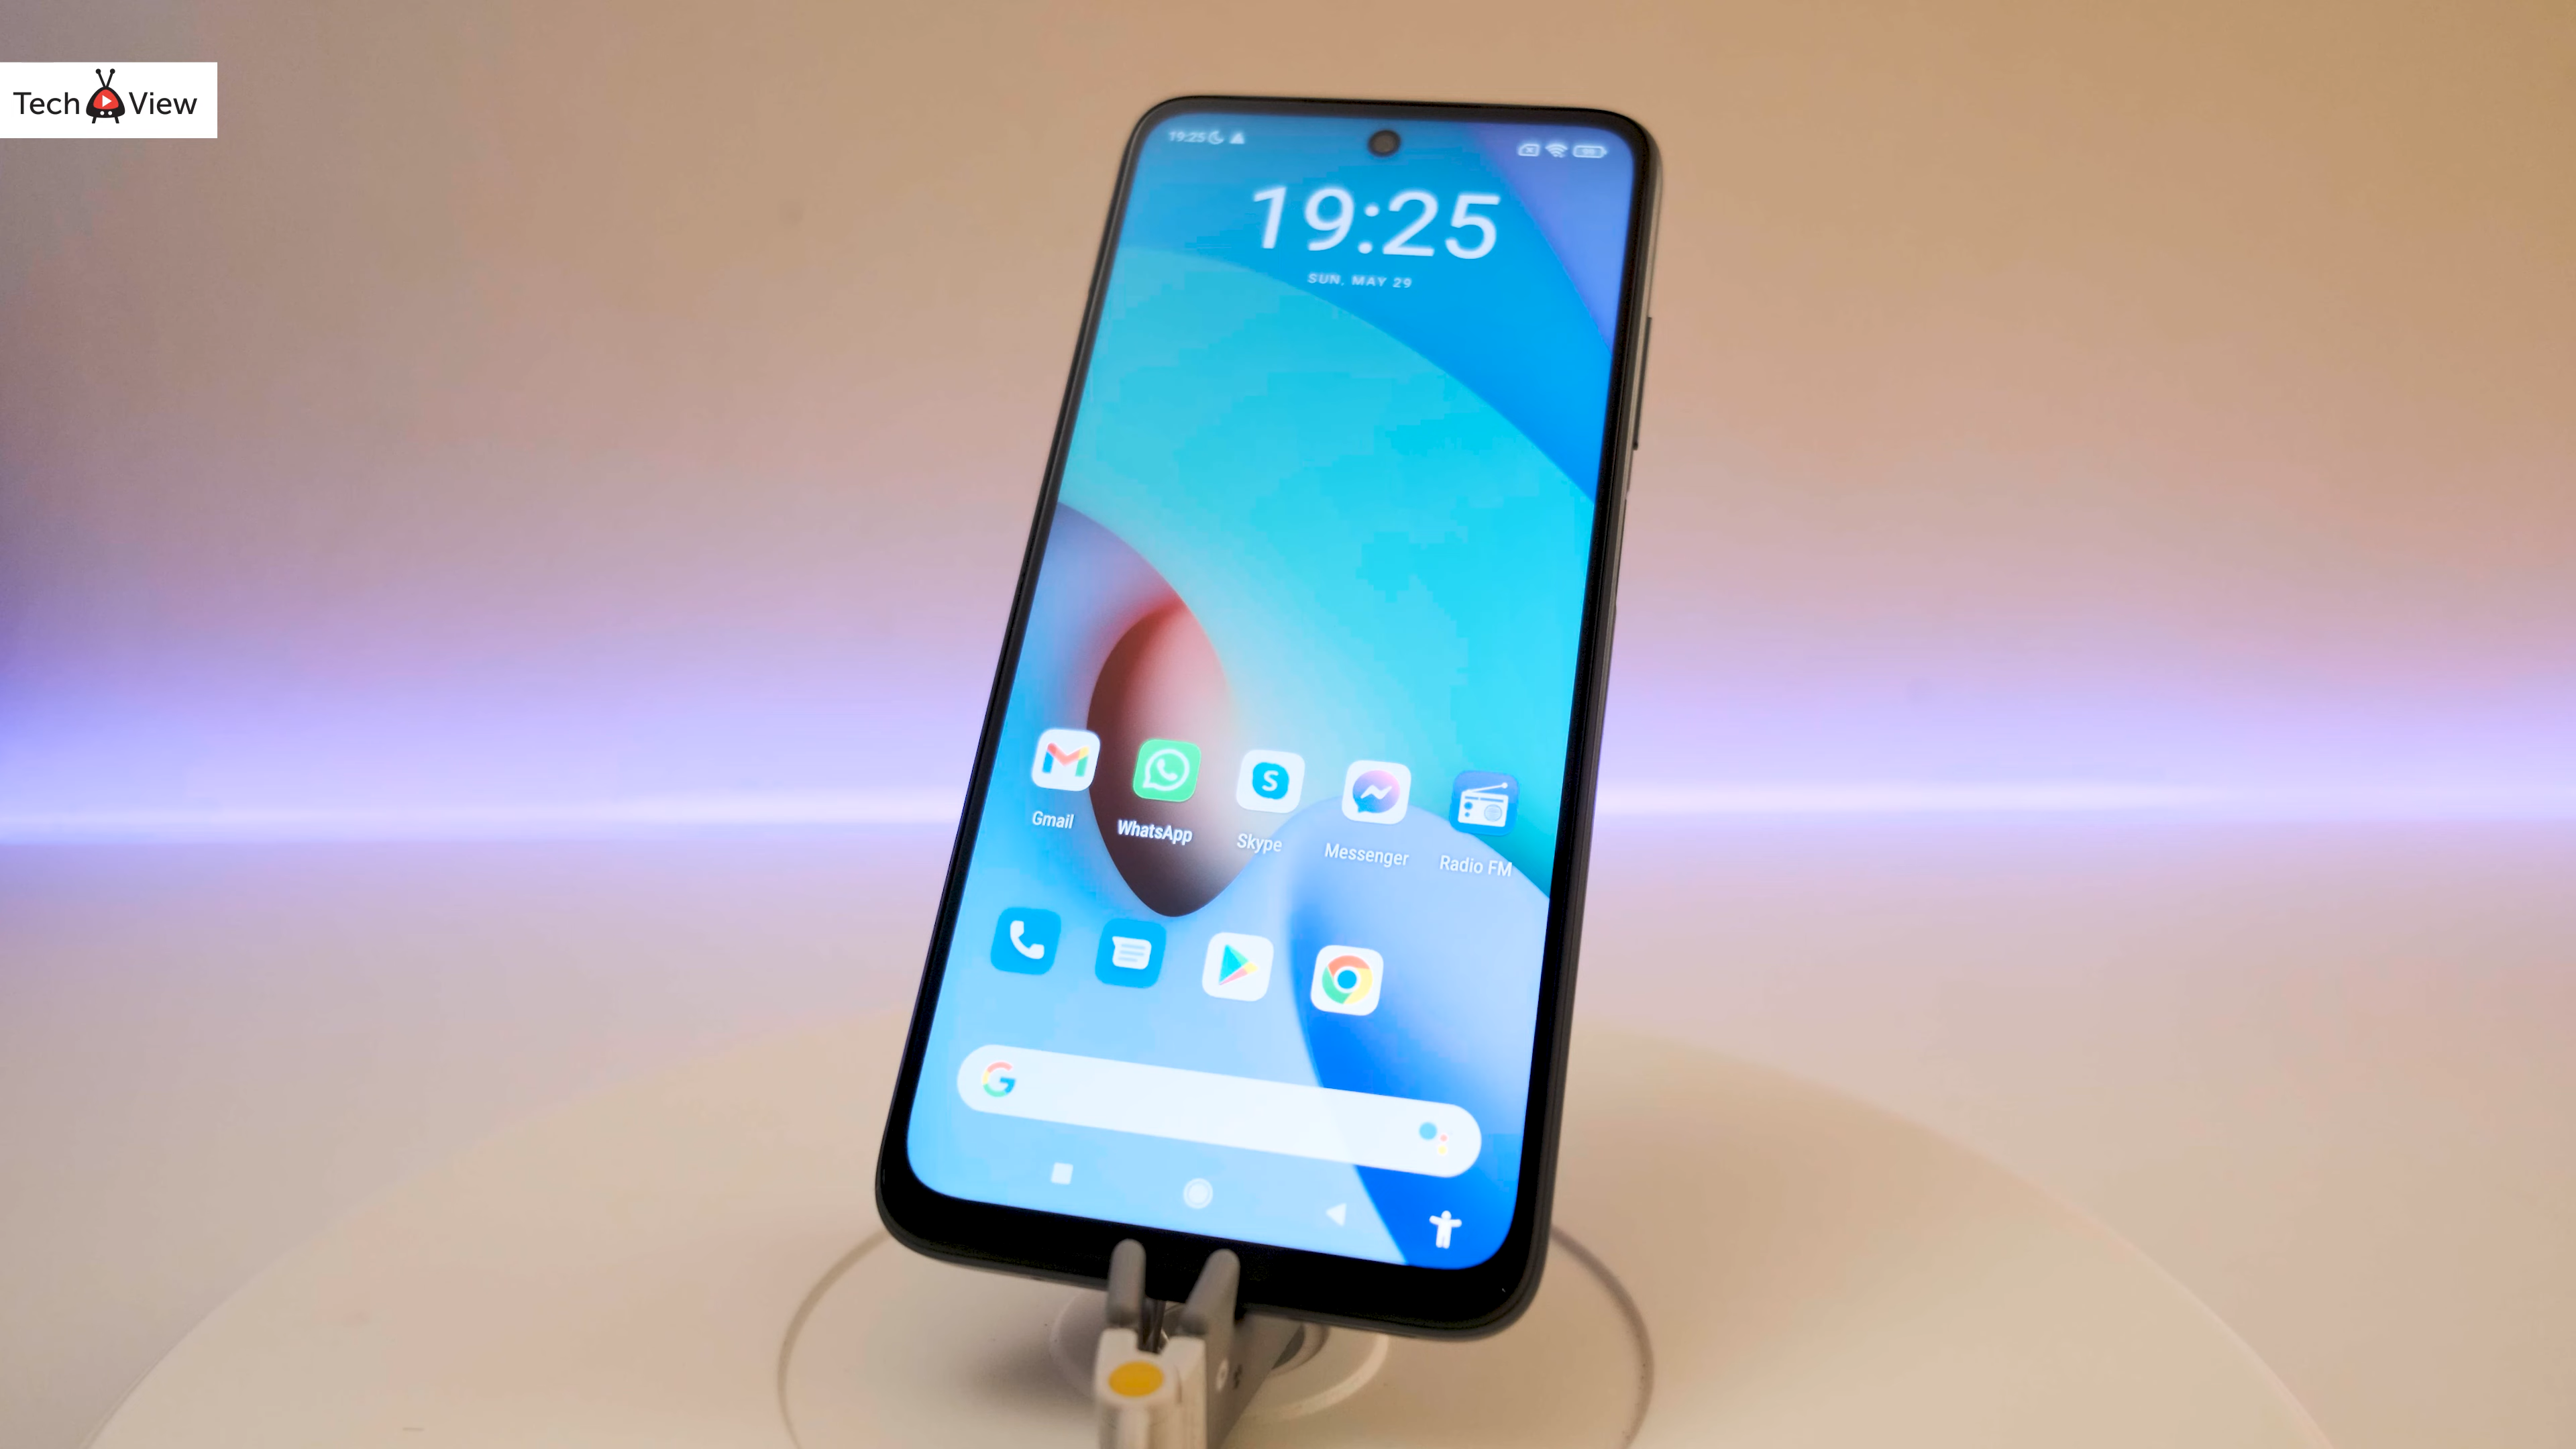 Tech View
19:25
19:25
SUN, MAY 29
Gmail
WhatsApp
Skype
Messenger
Radio FM